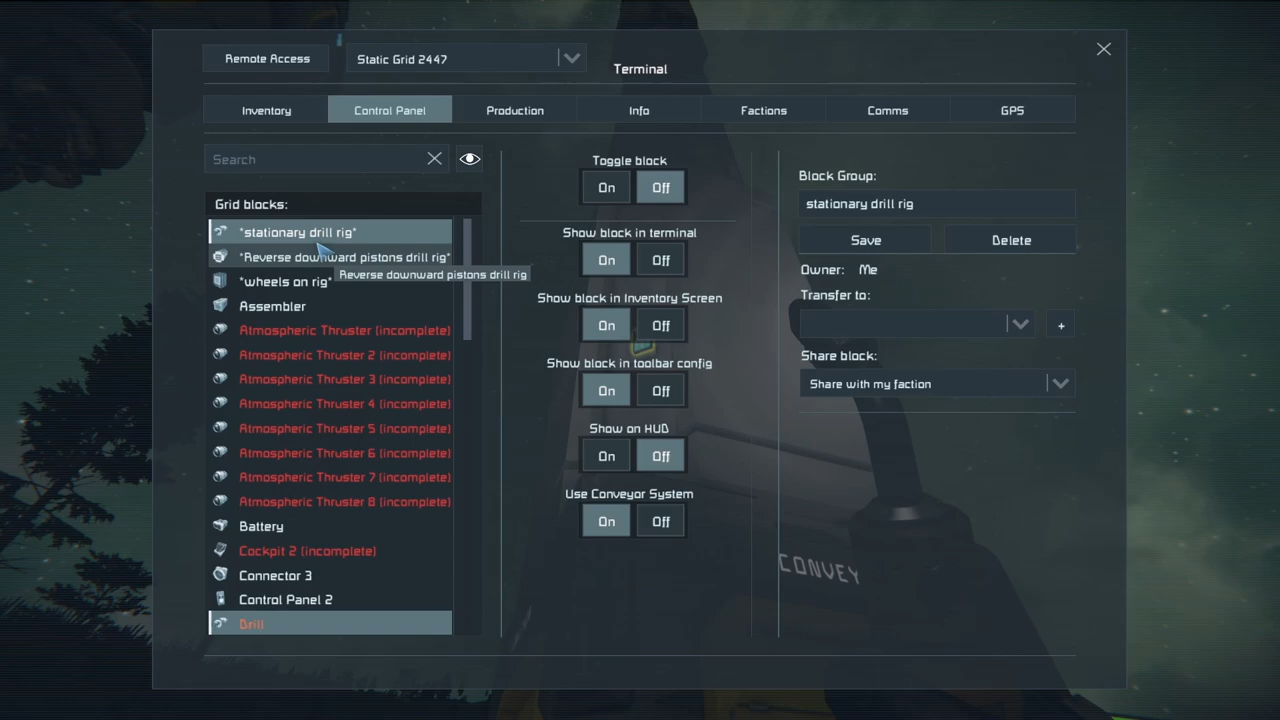 Remote Access
Static Grid 2447
Terminal
Inventory
Control Panel
Production
Info
Factions
Comms
GPS
Search
Grid blocks:
*stationary drill rig*
*Reverse downward pistons drill rig*
Reverse downward pistons drill rig
*wheels on rig*
Assembler
Atmospheric Thruster (incomplete)
Atmospheric Thruster 2 (incomplete)
Atmospheric Thruster 3 (incomplete)
Atmospheric Thruster 4 (incomplete)
Atmospheric Thruster 5 (incomplete)
Atmospheric Thruster 6 (incomplete)
Atmospheric Thruster 7 (incomplete)
Atmospheric Thruster 8 (incomplete)
Battery
Cockpit 2 (incomplete)
Connector 3
Control Panel 2
Drill
Toggle block
On Off
Show block in terminal
On Off
Show block in Inventory Screen
On Off
Show block in toolbar config
On Off
Show on HUD
On Off
Use Conveyor System
On Off
Block Group:
stationary drill rig
Save
Delete
Owner: Me
Transfer to:
+
Share block:
Share with my faction
CONVEY